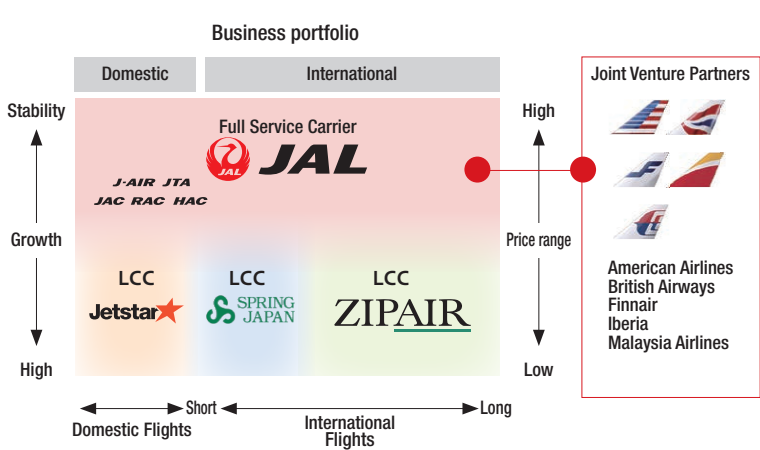 Business portfolio
Domestic
International
Joint Venture Partners
Stability
High
Full Service Carrier
JAL
JAL
J-AIR JTA
JAC RAC HAC
Growth
Price range
LCC
LCC
LCC
Jetstar
SPRING
JAPAN
ZIPAIR
American Airlines
British Airways
Finnair
Iberia
Malaysia Airlines
High
Low
Short
Long
Domestic Flights
International
Flights